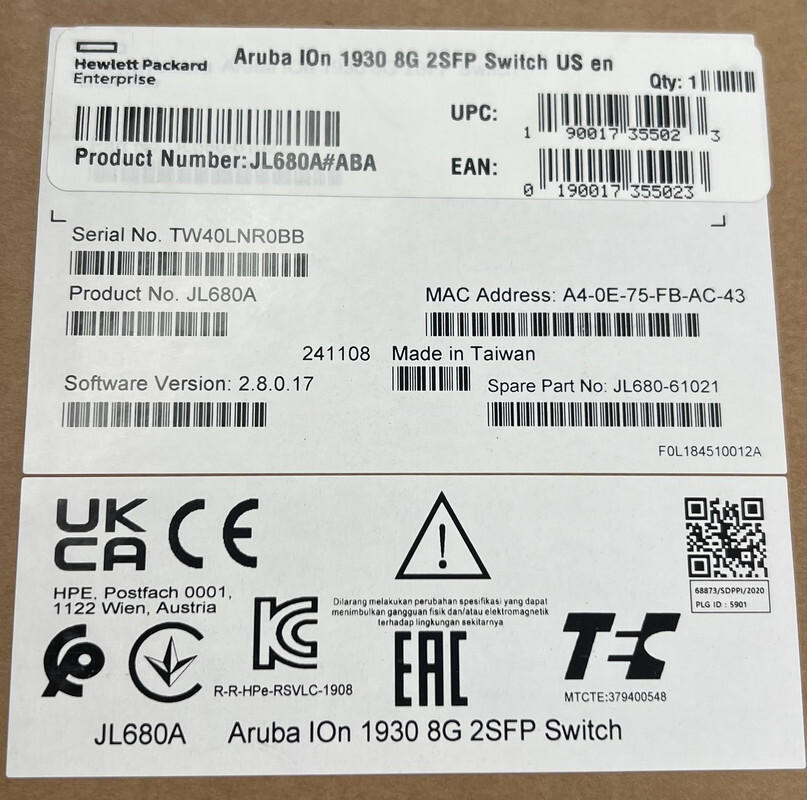 Hewlett Packard
Enterprise
Aruba IOn 1930 8G 2SFP Switch US en
Qty: 1
Product Number:JL680A#ABA
UPC:
1 90017 35502 3
EAN:
0 190017 355023
Serial No. TW40LNR0BB
Product No. JL680A
MAC Address: A4-0E-75-FB-AC-43
241108 Made in Taiwan
Software Version: 2.8.0.17
Spare Part No: JL680-61021
F0L184510012A
UK
CA
CE
HPE, Postfach 0001,
1122 Wien, Austria
Dilarang melakukan perubahan spesifikasi yang dapat
menimbulkan gangguan fisik dan/atau elektromagnetik
terhadap lingkungan sekitarnya
68873/SDPPI/2020
PLG ID : 5901
KC
R-R-HPe-RSVLC-1908
EAC
TEC
MTCTE:379400548
JL680A Aruba IOn 1930 8G 2SFP Switch